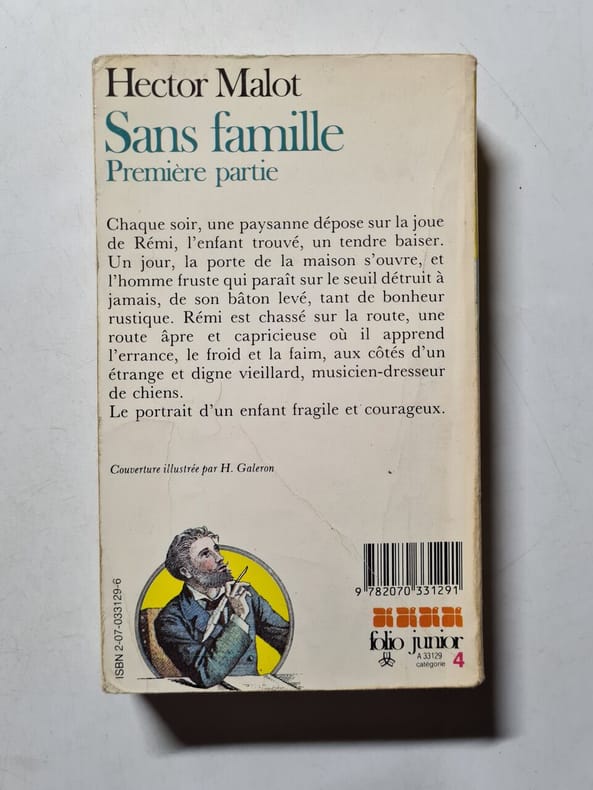 Hector Malot
Sans famille
Première partie
Chaque soir, une paysanne dépose sur la joue
de Rémi, l'enfant trouvé, un tendre baiser.
Un jour, la porte de la maison s'ouvre, et
l'homme fruste qui paraît sur le seuil détruit à
jamais, de son bâton levé, tant de bonheur
rustique. Rémi est chassé sur la route, une
route âpre et capricieuse où il apprend
l'errance, le froid et la faim, aux côtés d'un
étrange et digne vieillard, musicien-dresseur
de chiens.
Le portrait d'un enfant fragile et courageux.
Couverture illustrée par H. Galeron
ISBN 2-07-033129-6
9 782070 331291
folio junior
A 33129
catégorie 4